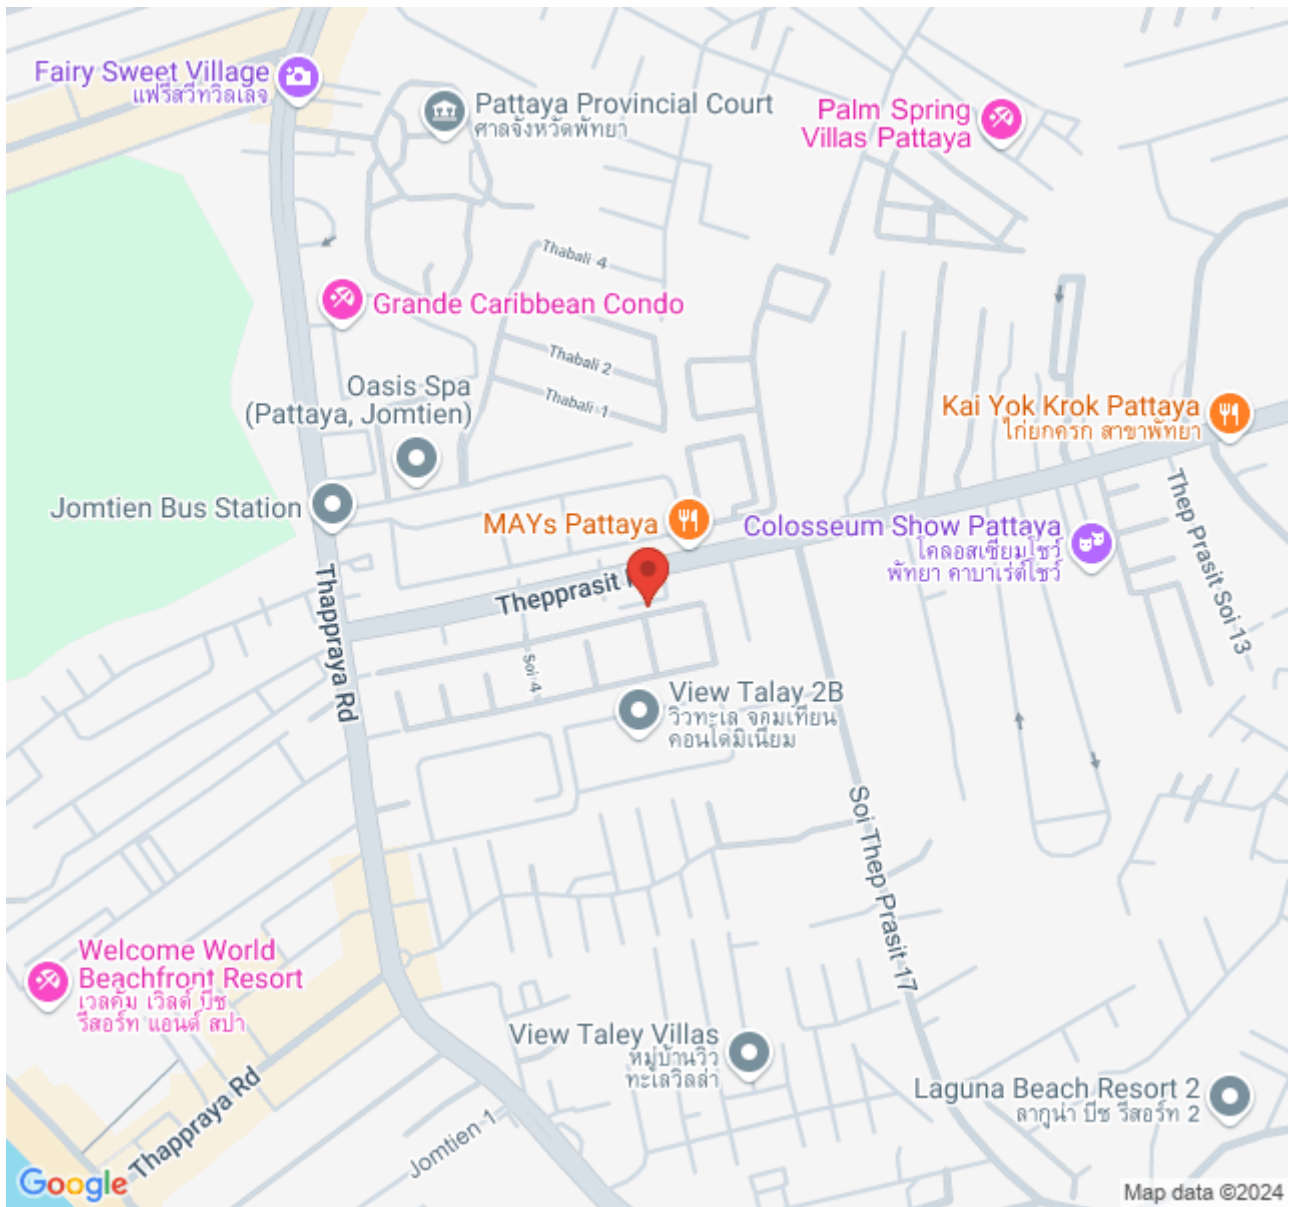 Fairy Sweet Village
แฟรี่สวีทวิลเลจ
Pattaya Provincial Court
ศาลจังหวัดพัทยา
Palm Spring
Villas Pattaya
Thabali 4
Grande Caribbean Condo
Thabali 2
Oasis Spa
(Pattaya, Jomtien)
Thabali 1
Kai Yok Krok Pattaya
ไก่ยกครก สาขาพัทยา
Jomtien Bus Station
MAYs Pattaya
Colosseum Show Pattaya
โคลอสเซียมโชว์
พัทยา คาบาเร่ต์โชว์
Thep Prasit Soi 13
Thepprasit
Thappraya Rd
Soi 4
View Talay 2B
วิวทะเล จอมเทียน
คอนโดมิเนียม
Soi Thep Prasit 17
Welcome World
Beachfront Resort
เวลคัม เวิลด์ บีช
รีสอร์ท แอนด์ สปา
View Taley Villas
หมู่บ้านวิว
ทะเลวิลล่า
Laguna Beach Resort 2
ลากูน่า บีช รีสอร์ท 2
Thappraya Rd
Jomtien 1
Google
Map data ©2024